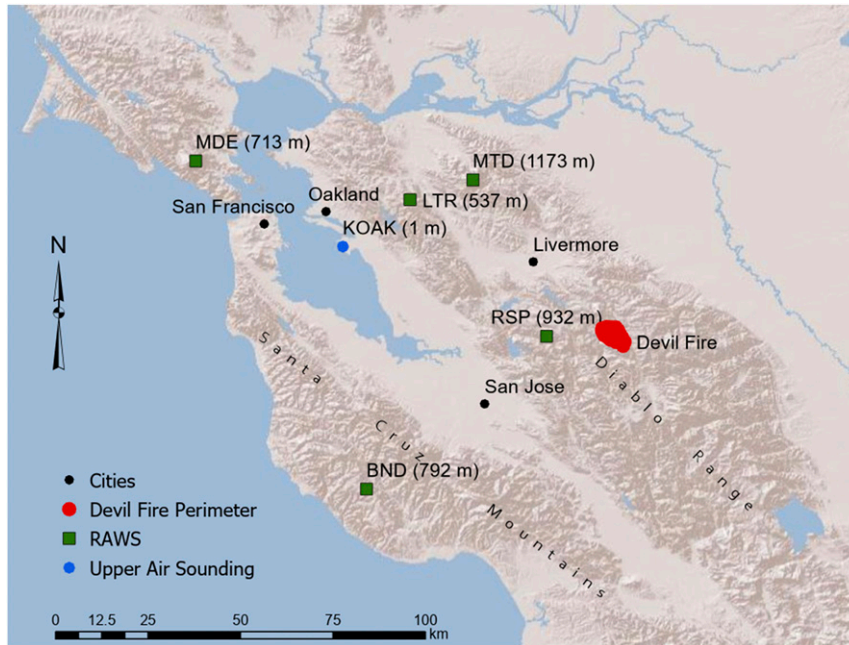 MDE (713 m)
MTD (1173 m)
Oakland
LTR (537 m)
San Francisco
KOAK (1 m)
Livermore
N
RSP (932 m)
Devil Fire
Santa Cruz Mountains
Diablo Range
San Jose
BND (792 m)
Cities
Devil Fire Perimeter
RAWS
Upper Air Sounding
0 12.5 25 50 75 100
km